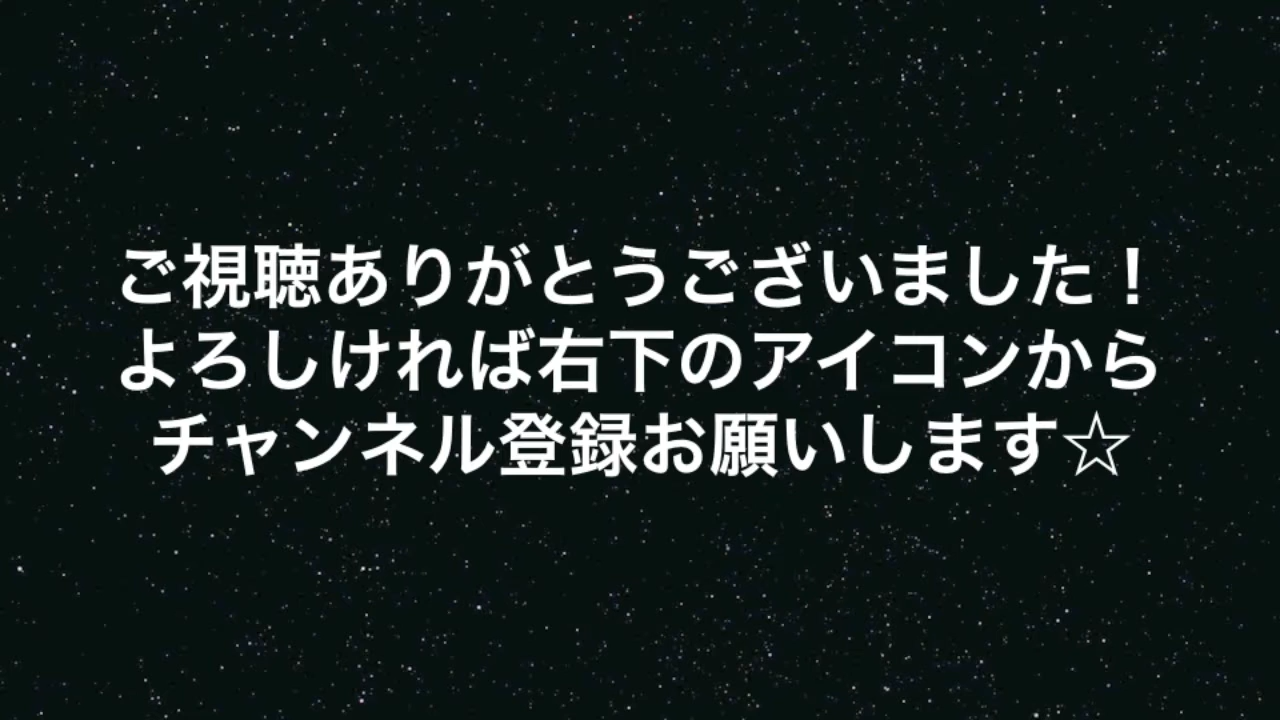 ご視聴ありがとうございました！
よろしければ右下のアイコンから
チャンネル登録お願いします☆